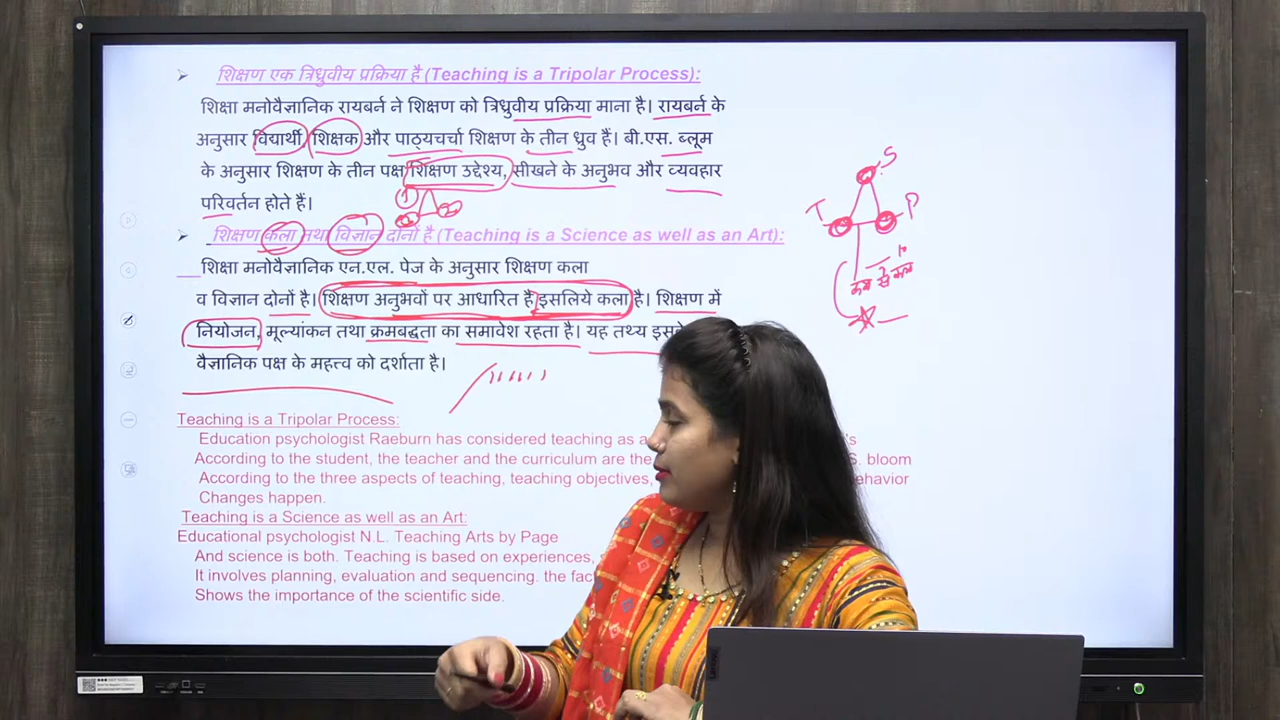 ➤ शिक्षण एक त्रिध्रुवीय प्रक्रिया है (Teaching is a Tripolar Process):
शिक्षा मनोवैज्ञानिक रायबर्न ने शिक्षण को त्रिध्रुवीय प्रक्रिया माना है। रायबर्न के
अनुसार विद्यार्थी, शिक्षक और पाठ्यचर्चा शिक्षण के तीन ध्रुव हैं। बी.एस. ब्लूम
के अनुसार शिक्षण के तीन पक्ष शिक्षण उद्देश्य, सीखने के अनुभव और व्यवहार
परिवर्तन होते हैं।
➤ शिक्षण कला तथा विज्ञान दोनों है (Teaching is a Science as well as an Art):
शिक्षा मनोवैज्ञानिक एन.एल. पेज के अनुसार शिक्षण कला
व विज्ञान दोनों है। शिक्षण अनुभवों पर आधारित है इसलिये कला है। शिक्षण में
नियोजन, मूल्यांकन तथा क्रमबद्धता का समावेश रहता है। यह तथ्य
वैज्ञानिक पक्ष के महत्त्व को दर्शाता है।
S
T P
Teaching is a Tripolar Process:
Education psychologist Raeburn has considered teaching as
According to the student, the teacher and the curriculum are the bloom
According to the three aspects of teaching, teaching objectives,
Changes happen.
Teaching is a Science as well as an Art:
Educational psychologist N.L. Teaching Arts by Page
And science is both. Teaching is based on experiences,
It involves planning, evaluation and sequencing. the
Shows the importance of the scientific side.
Lenovo